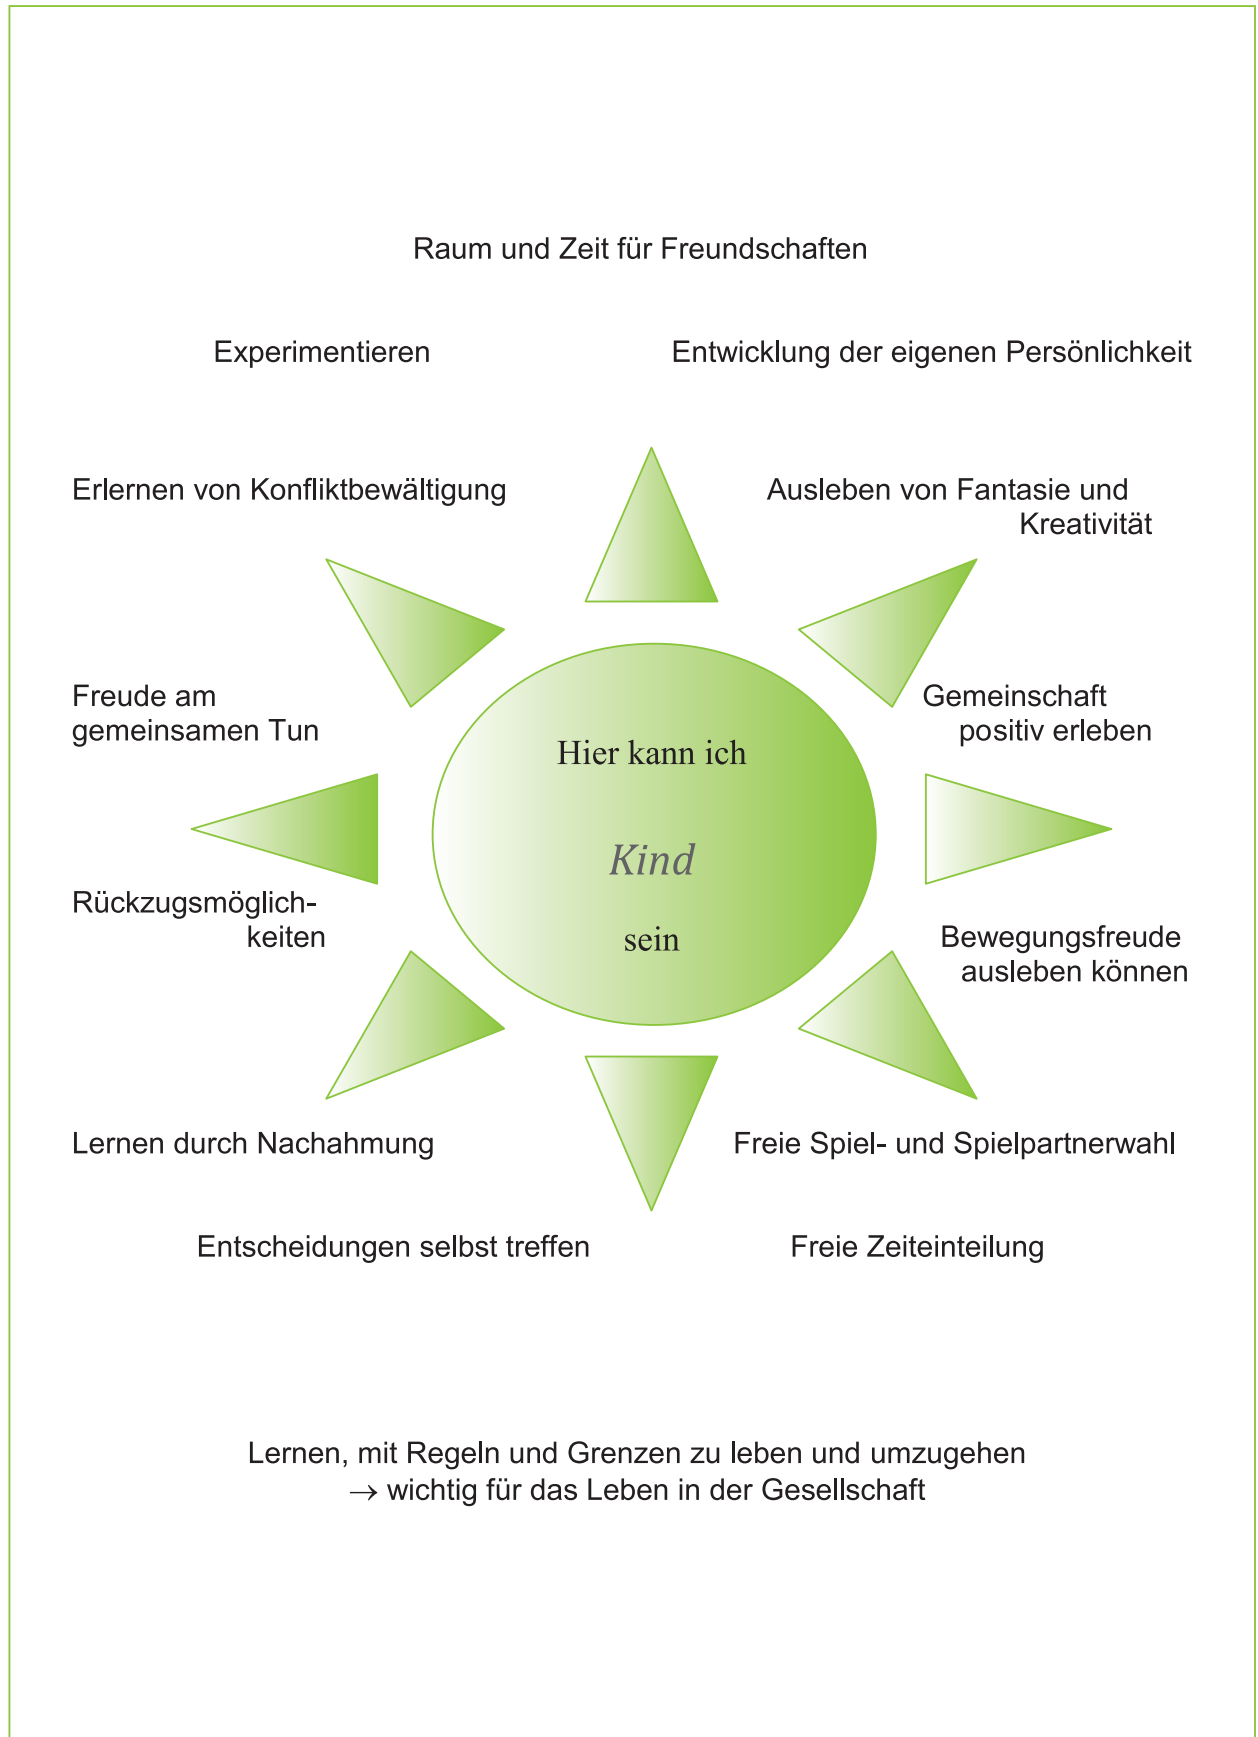 Raum und Zeit für Freundschaften
Experimentieren
Entwicklung der eigenen Persönlichkeit
Erlernen von Konfliktbewältigung
Ausleben von Fantasie und
Kreativität
Freude am
gemeinsamen Tun
Gemeinschaft
positiv erleben
Hier kann ich
Kind
sein
Rückzugsmöglich-
keiten
Bewegungsfreude
ausleben können
Lernen durch Nachahmung
Freie Spiel- und Spielpartnerwahl
Entscheidungen selbst treffen
Freie Zeiteinteilung
Lernen, mit Regeln und Grenzen zu leben und umzugehen
→ wichtig für das Leben in der Gesellschaft